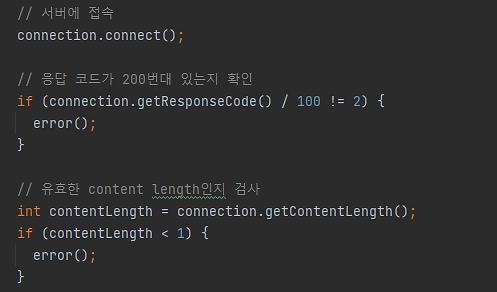 // 서버에 접속
connection.connect();
// 응답 코드가 200번대 있는지 확인
if (connection.getResponseCode() / 100 != 2) {
error();
}
// 유효한 content length인지 검사
int contentLength = connection.getContentLength();
if (contentLength < 1) {
error();
}